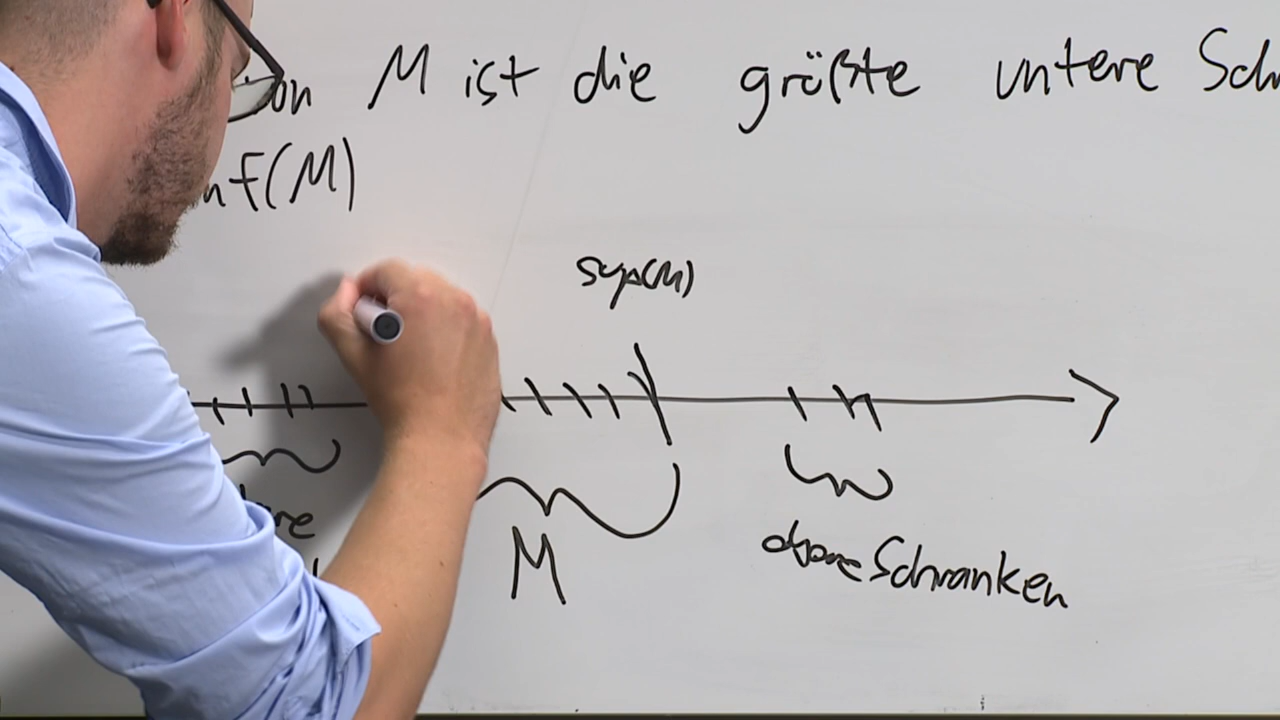 on M ist die größte untere Sch
nf(M)
sup(M)
M
obere Schranken